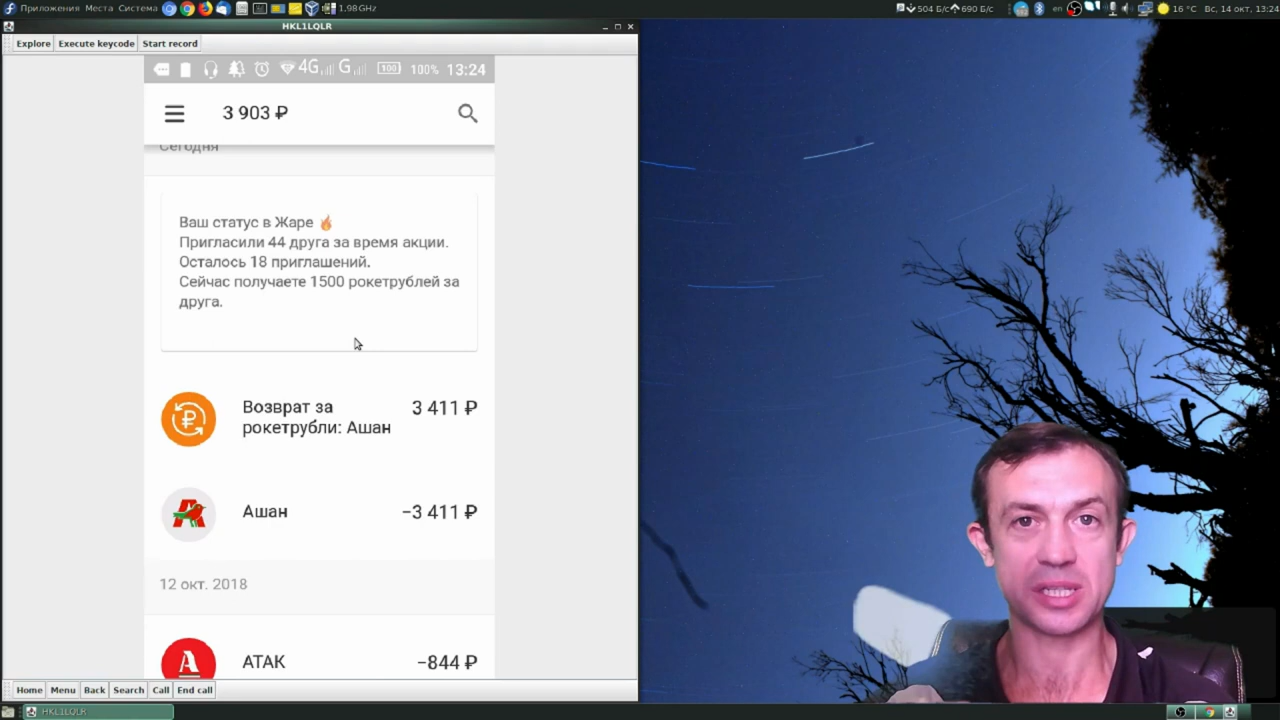 Приложения Места Система
1.98 GHz
504 Б/с 690 Б/с
en
16 °C Вс, 14 окт, 13:24
HKL1LQLR
Explore Execute keycode Start record
4G G 100 100% 13:24
3 903 ₽
Сегодня
Ваш статус в Жаре 🔥
Пригласили 44 друга за время акции.
Осталось 18 приглашений.
Сейчас получаете 1500 рокетрублей за
друга.
Возврат за 3 411 ₽
рокетрубли: Ашан
Ашан −3 411 ₽
12 окт. 2018
АТАК −844 ₽
Home Menu Back Search Call End call
HKL1LQLR